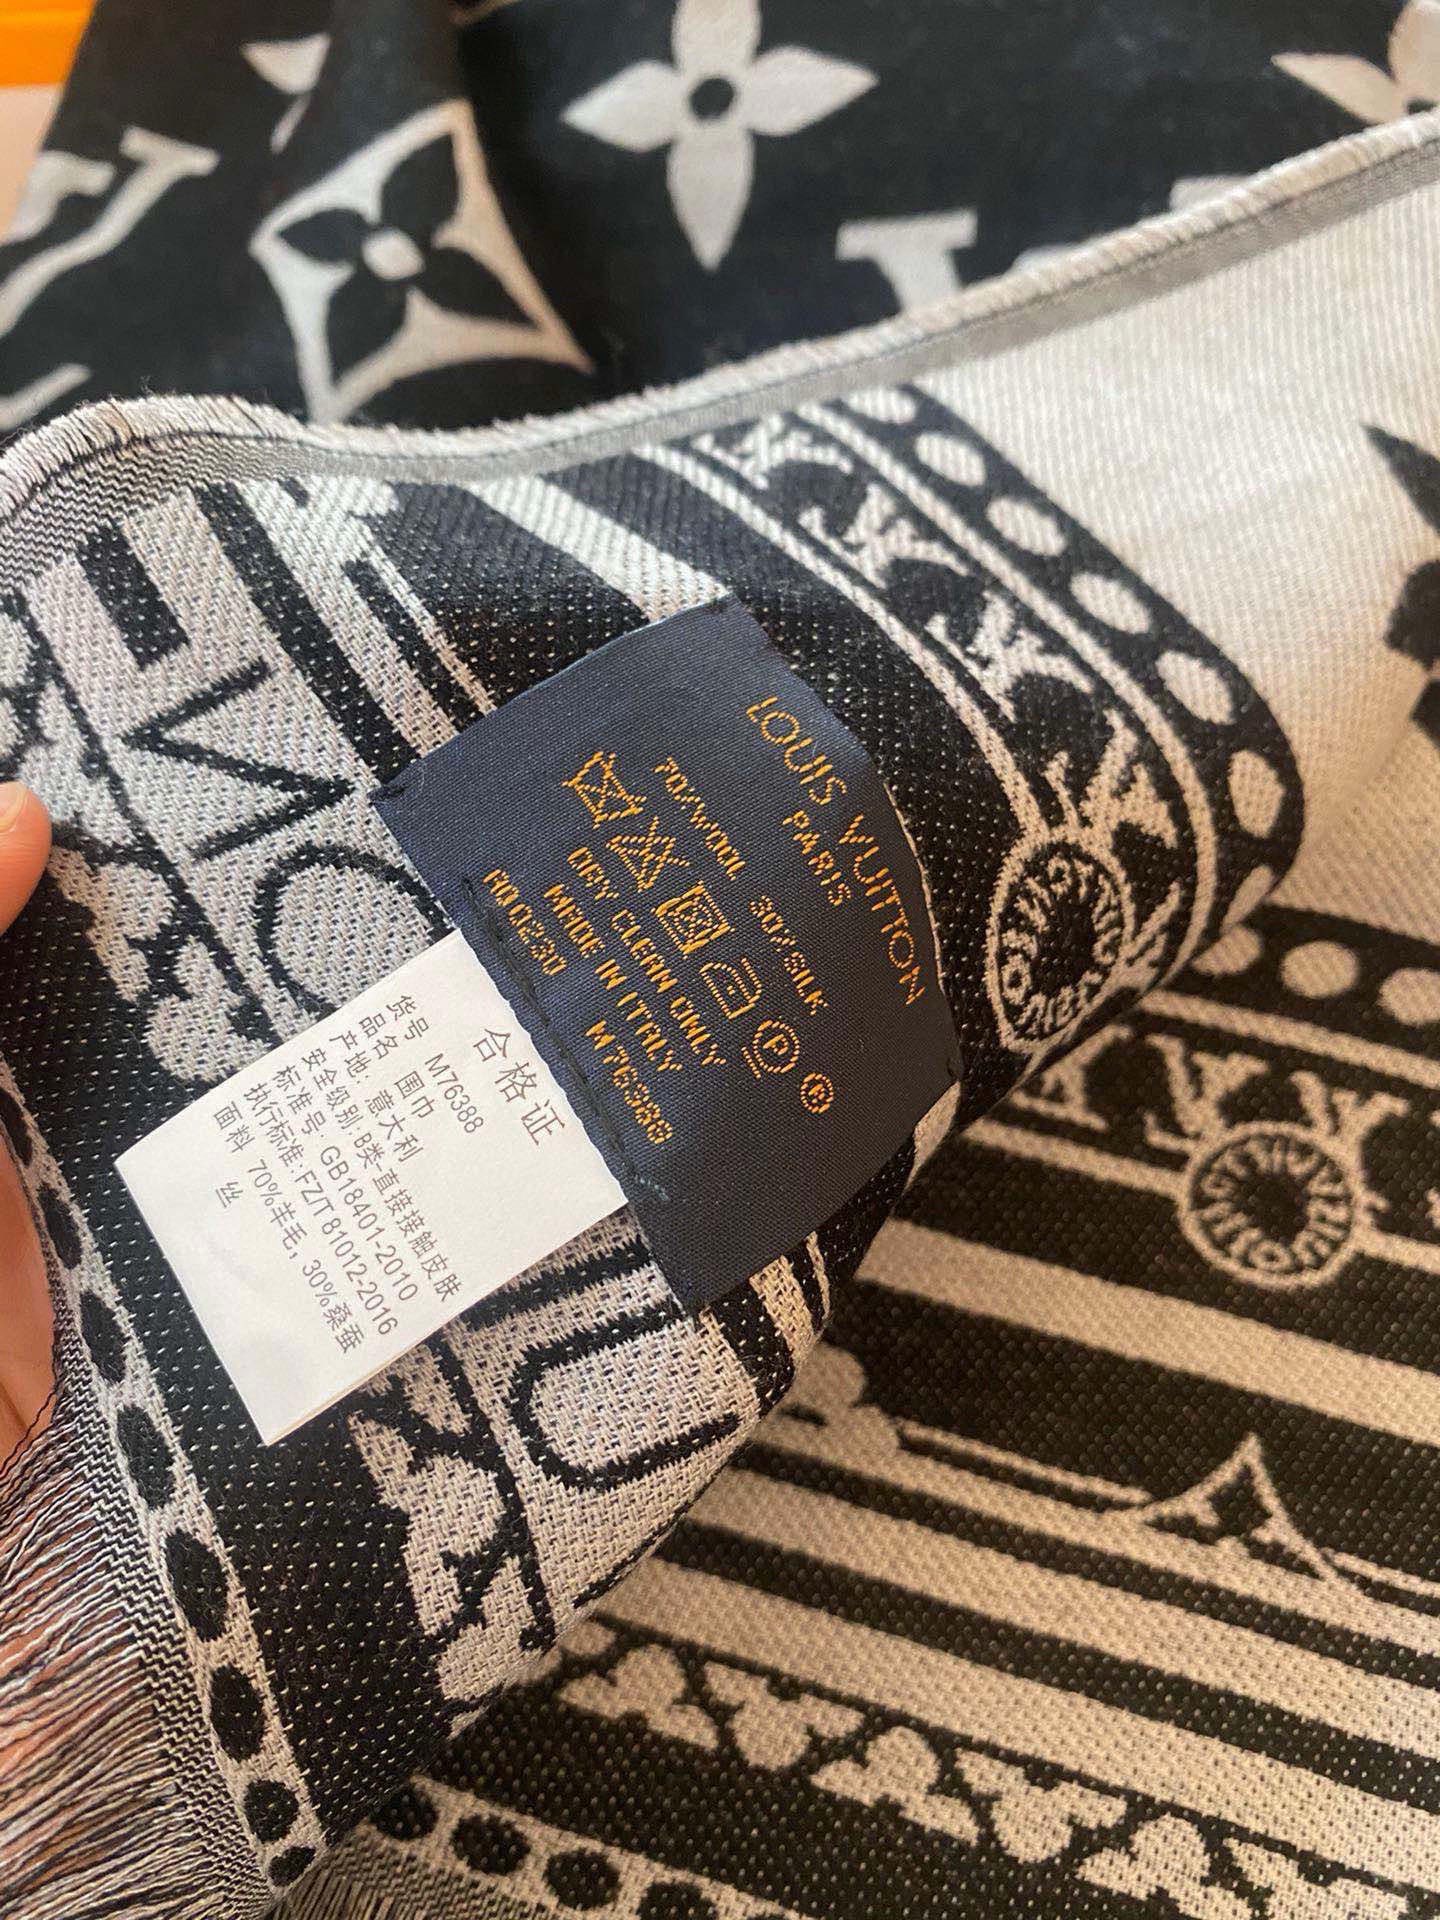 LOUIS VUITTON
PARIS
70%WOOL 30%SILK
P ®
DRY CLEAN ONLY
MADE IN ITALY
A00230 M76388
合格证
货号 M76388
品名 围巾
产地: 意大利
安全级别: B类·直接接触皮肤
标准号: GB18401-2010
执行标准: FZ/T 81012-2016
面料 70%羊毛, 30%桑蚕
丝